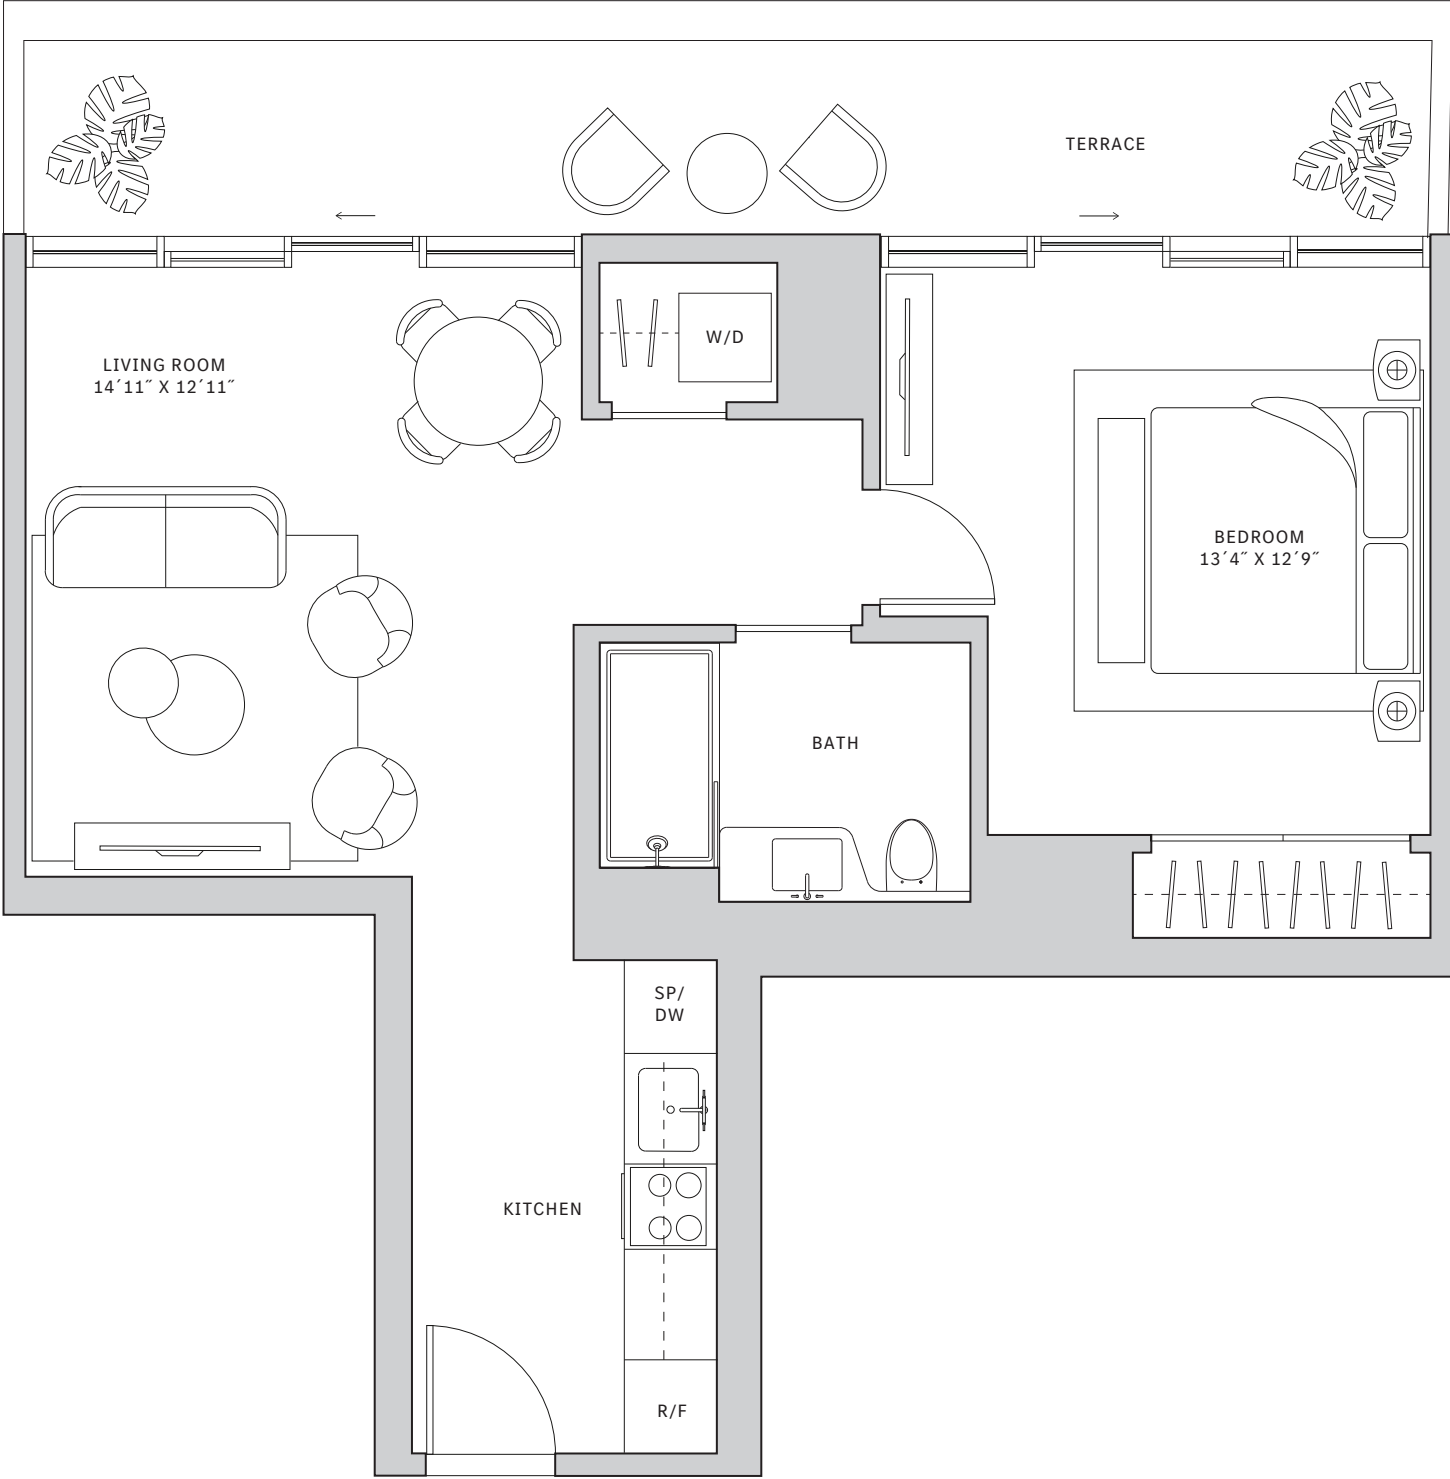 TERRACE
W/D
LIVING ROOM
14´11˝ X 12´11˝
BEDROOM
13´4˝ X 12´9˝
BATH
SP/
DW
KITCHEN
R/F